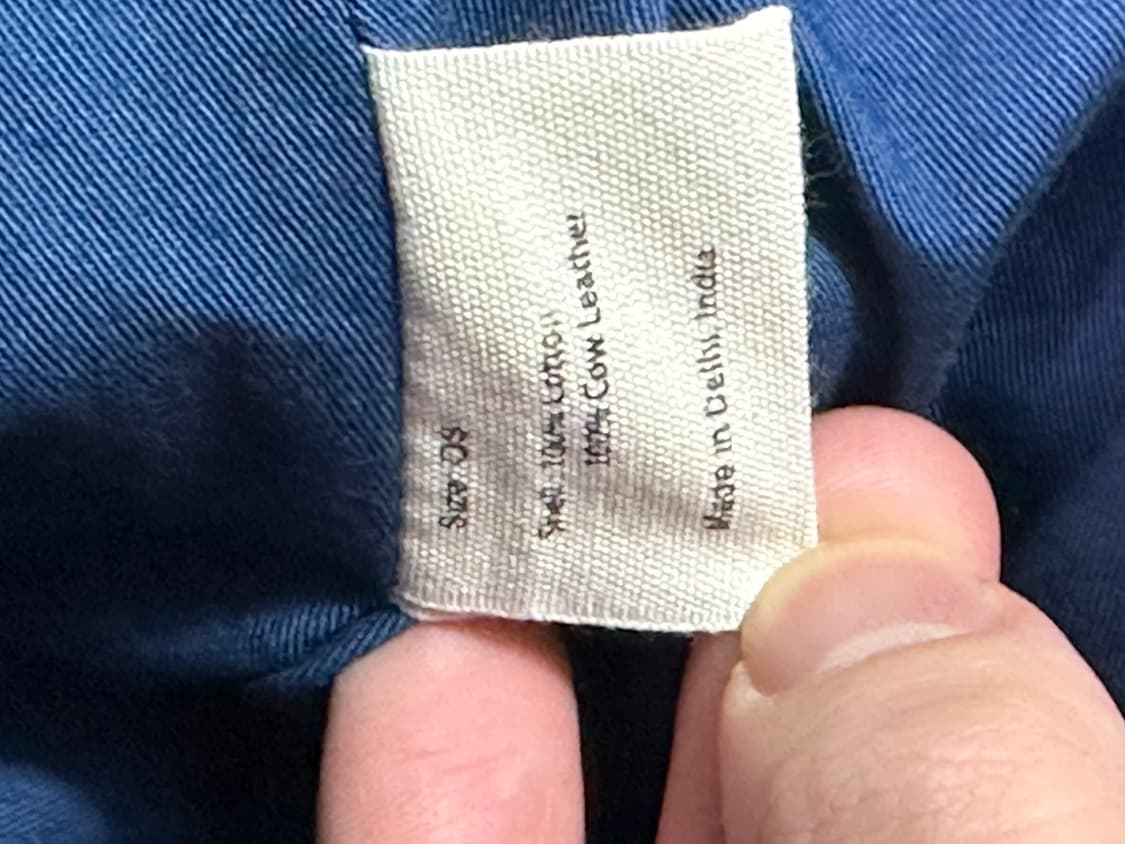 Size OS
Shell 100% Cotton
100% Cow Leather
Made in Delhi, India